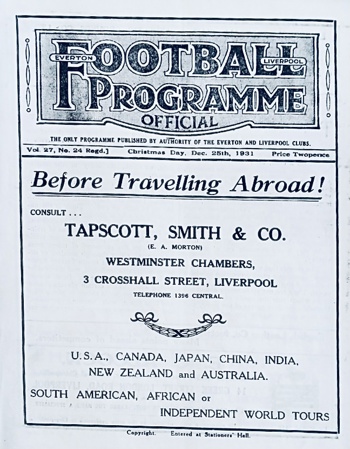 FOOTBALL
EVERTON
LIVERPOOL
PROGRAMME
OFFICIAL
THE ONLY PROGRAMME PUBLISHED BY AUTHORITY OF THE EVERTON AND LIVERPOOL CLUBS.
Vol. 27, No. 24 Regd.] Christmas Day, Dec. 25th, 1931 Price Twopence
Before Travelling Abroad!
CONSULT . . .
TAPSCOTT, SMITH & CO.
(E. A. MORTON)
WESTMINSTER CHAMBERS,
3 CROSSHALL STREET, LIVERPOOL
TELEPHONE 1396 CENTRAL.
U.S.A., CANADA, JAPAN, CHINA, INDIA,
NEW ZEALAND and AUSTRALIA.
SOUTH AMERICAN, AFRICAN or
INDEPENDENT WORLD TOURS
Copyright. Entered at Stationers' Hall.